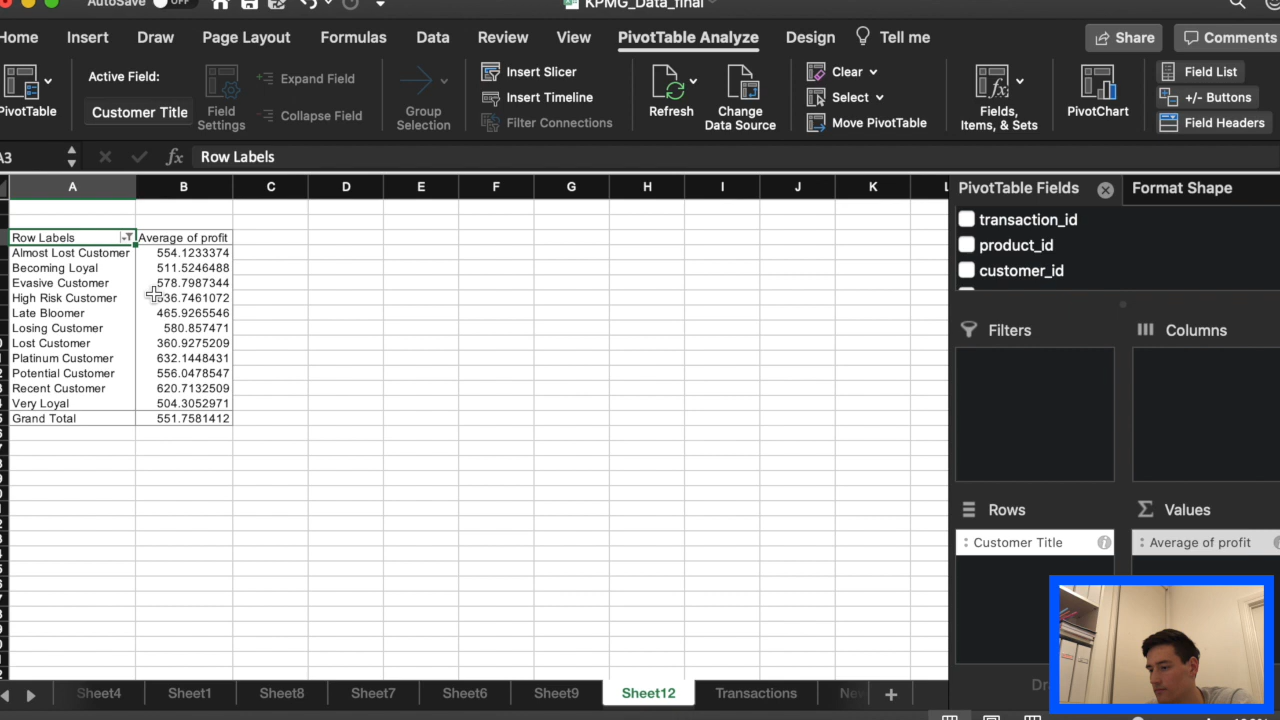 AutoSave OFF KPMG_Data_final
Home Insert Draw Page Layout Formulas Data Review View PivotTable Analyze Design Tell me Share Comments
PivotTable
Active Field:
Customer Title
Field
Settings
Expand Field
Collapse Field
Group
Selection
Insert Slicer
Insert Timeline
Filter Connections
Refresh
Change
Data Source
Clear
Select
Move PivotTable
Fields,
Items, & Sets
PivotChart
Field List
+/- Buttons
Field Headers
A3 fx Row Labels
A B C D E F G H I J K L
Row Labels Average of profit
Almost Lost Customer 554.1233374
Becoming Loyal 511.5246488
Evasive Customer 578.7987344
High Risk Customer 36.7461072
Late Bloomer 465.9265546
Losing Customer 580.857471
Lost Customer 360.9275209
Platinum Customer 632.1448431
Potential Customer 556.0478547
Recent Customer 620.7132509
Very Loyal 504.3052971
Grand Total 551.7581412
PivotTable Fields Format Shape
transaction_id
product_id
customer_id
Filters Columns
Rows Values
Customer Title Average of profit
Sheet4 Sheet1 Sheet8 Sheet7 Sheet6 Sheet9 Sheet12 Transactions